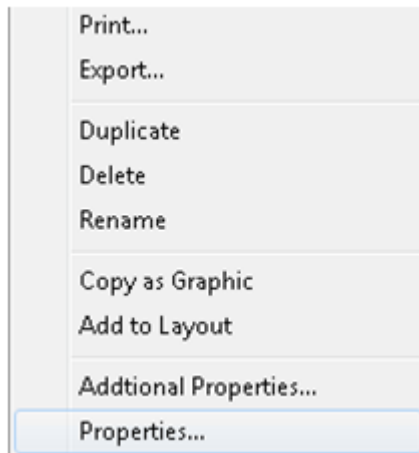 Print...
Export...
Duplicate
Delete
Rename
Copy as Graphic
Add to Layout
Addtional Properties...
Properties...